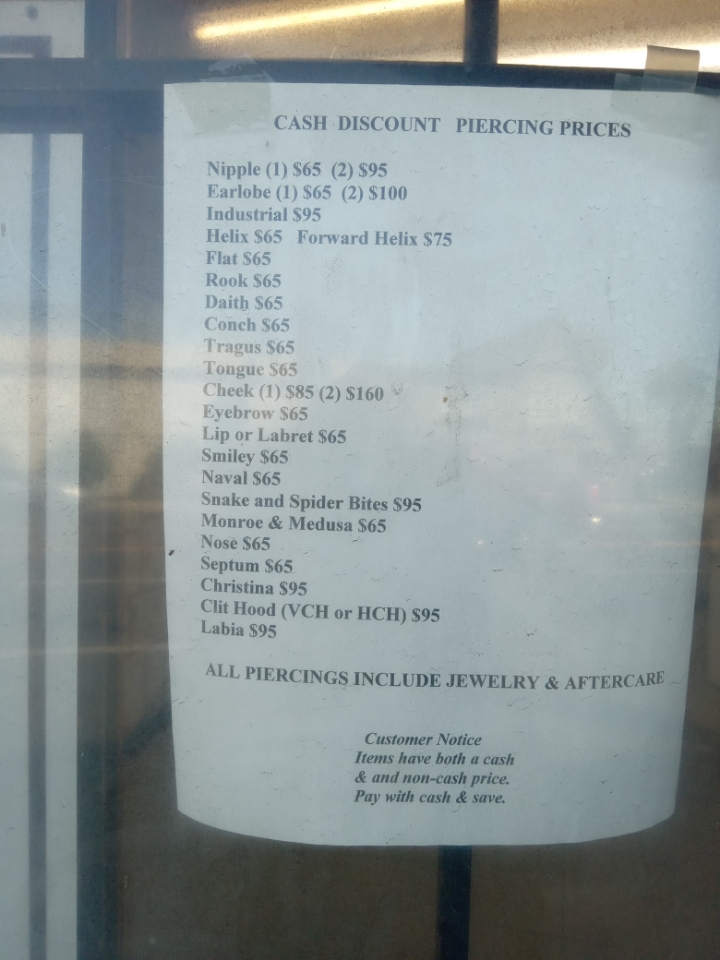 CASH DISCOUNT PIERCING PRICES
Nipple (1) $65 (2) $95
Earlobe (1) $65 (2) $100
Industrial $95
Helix $65 Forward Helix $75
Flat $65
Rook $65
Daith $65
Conch $65
Tragus $65
Tongue $65
Cheek (1) $85 (2) $160
Eyebrow $65
Lip or Labret $65
Smiley $65
Naval $65
Snake and Spider Bites $95
Monroe & Medusa $65
Nose $65
Septum $65
Christina $95
Clit Hood (VCH or HCH) $95
Labia $95
ALL PIERCINGS INCLUDE JEWELRY & AFTERCARE
Customer Notice
Items have both a cash
& and non-cash price.
Pay with cash & save.